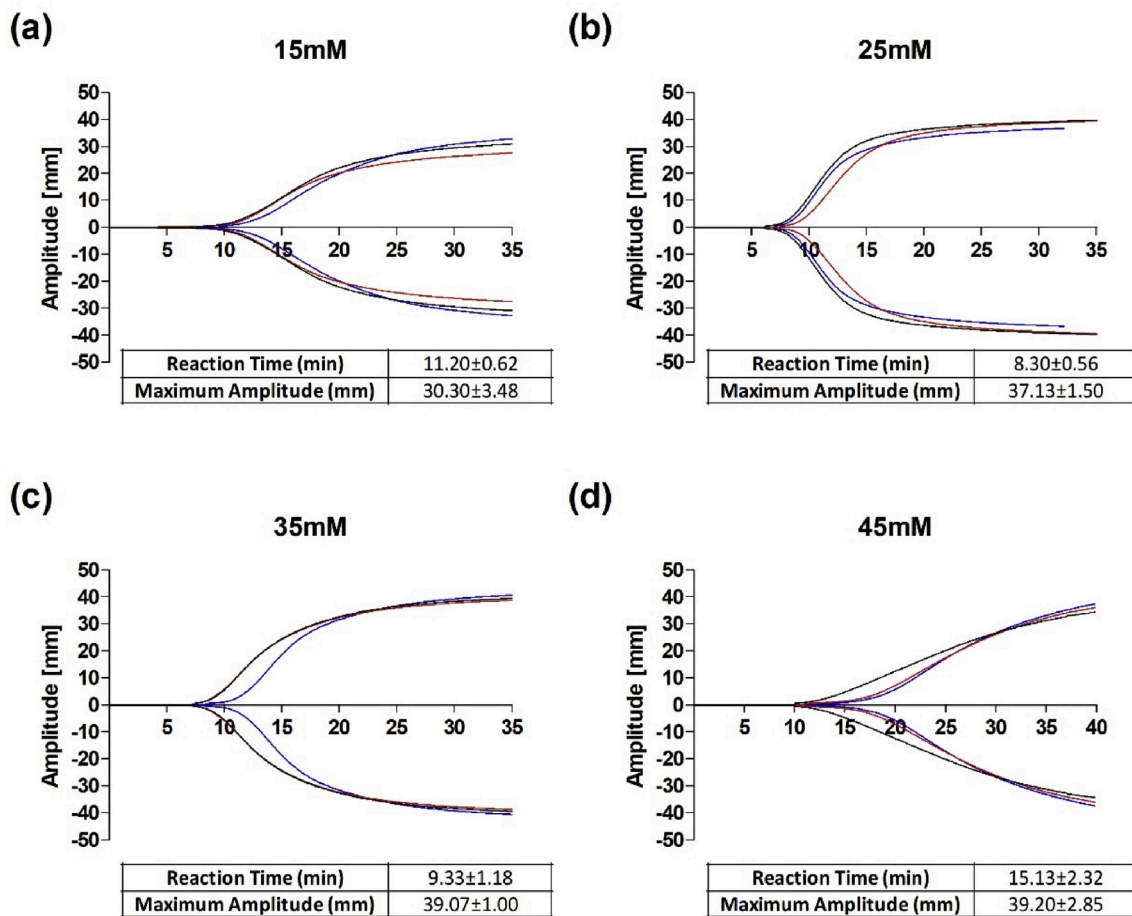 (a)
15mM
50
40
30
20
10
0
-10
-20
-30
-40
-50
Amplitude [mm]
5 10 15 20 25 30 35
Reaction Time (min) 11.20±0.62
Maximum Amplitude (mm) 30.30±3.48
(b)
25mM
50
40
30
20
10
0
-10
-20
-30
-40
-50
Amplitude [mm]
5 10 15 20 25 30 35
Reaction Time (min) 8.30±0.56
Maximum Amplitude (mm) 37.13±1.50
(c)
35mM
50
40
30
20
10
0
-10
-20
-30
-40
-50
Amplitude [mm]
5 10 15 20 25 30 35
Reaction Time (min) 9.33±1.18
Maximum Amplitude (mm) 39.07±1.00
(d)
45mM
50
40
30
20
10
0
-10
-20
-30
-40
-50
Amplitude [mm]
5 10 15 20 25 30 35 40
Reaction Time (min) 15.13±2.32
Maximum Amplitude (mm) 39.20±2.85